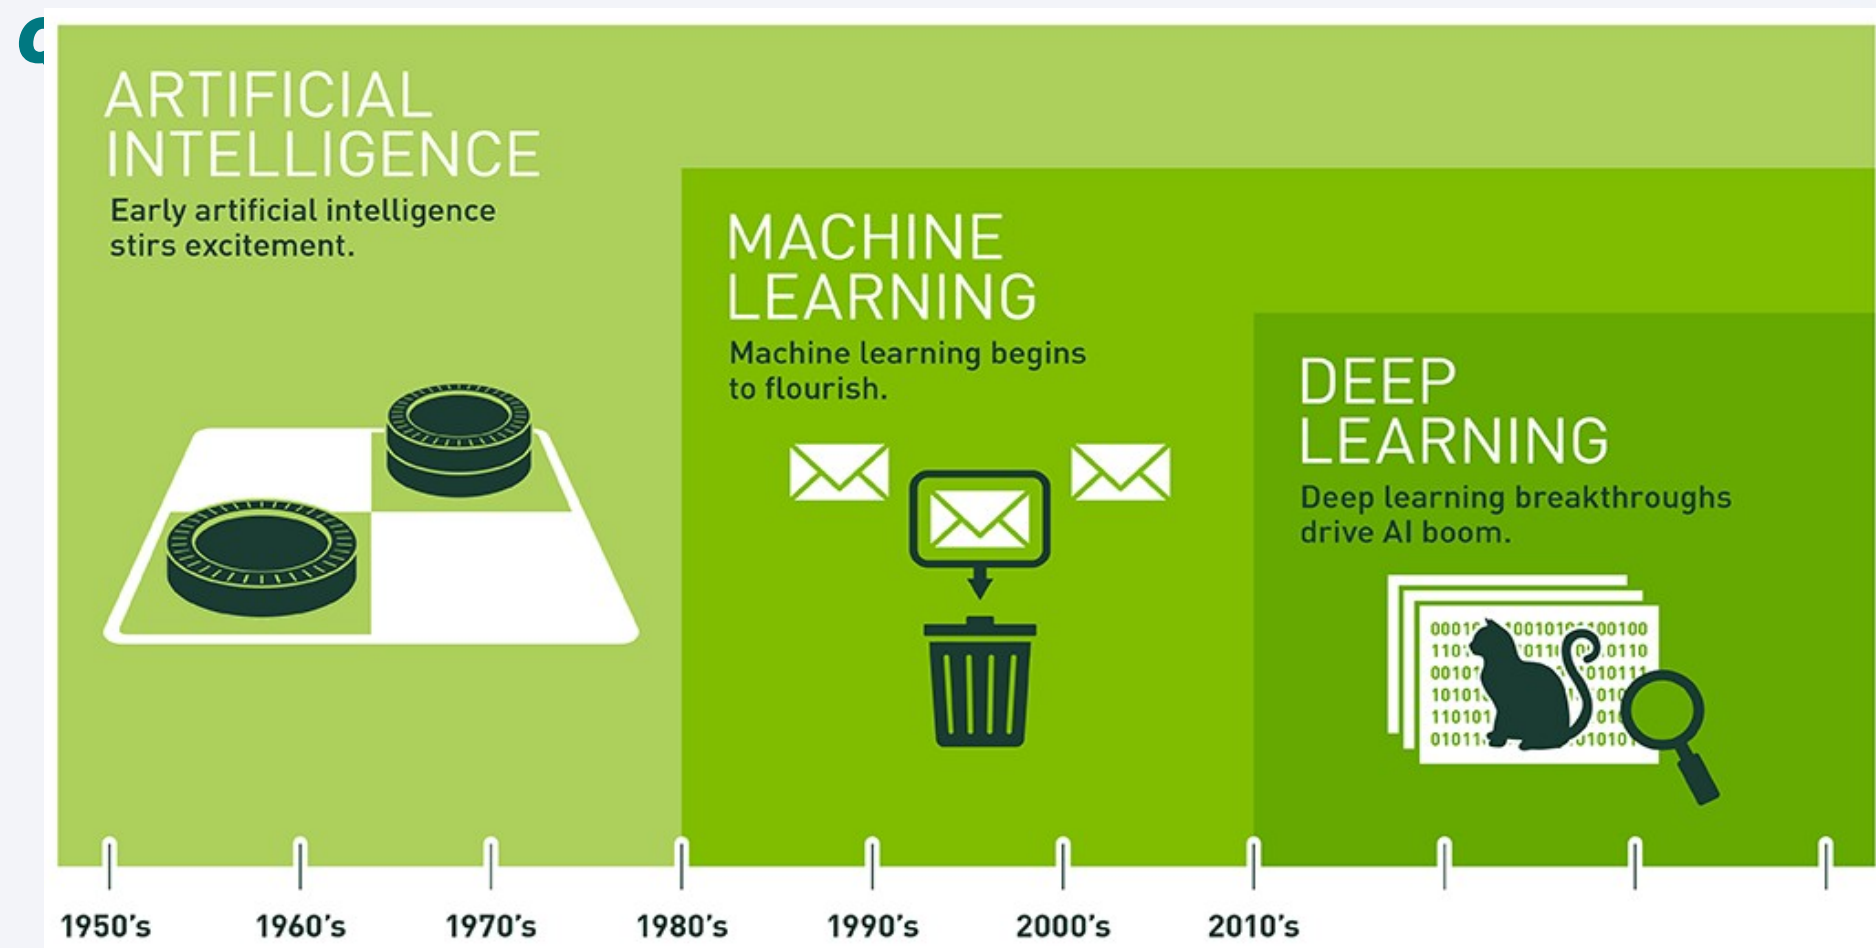 ARTIFICIAL
INTELLIGENCE
Early artificial intelligence
stirs excitement.
MACHINE
LEARNING
Machine learning begins
to flourish.
DEEP
LEARNING
Deep learning breakthroughs
drive AI boom.
1950's 1960's 1970's 1980's 1990's 2000's 2010's